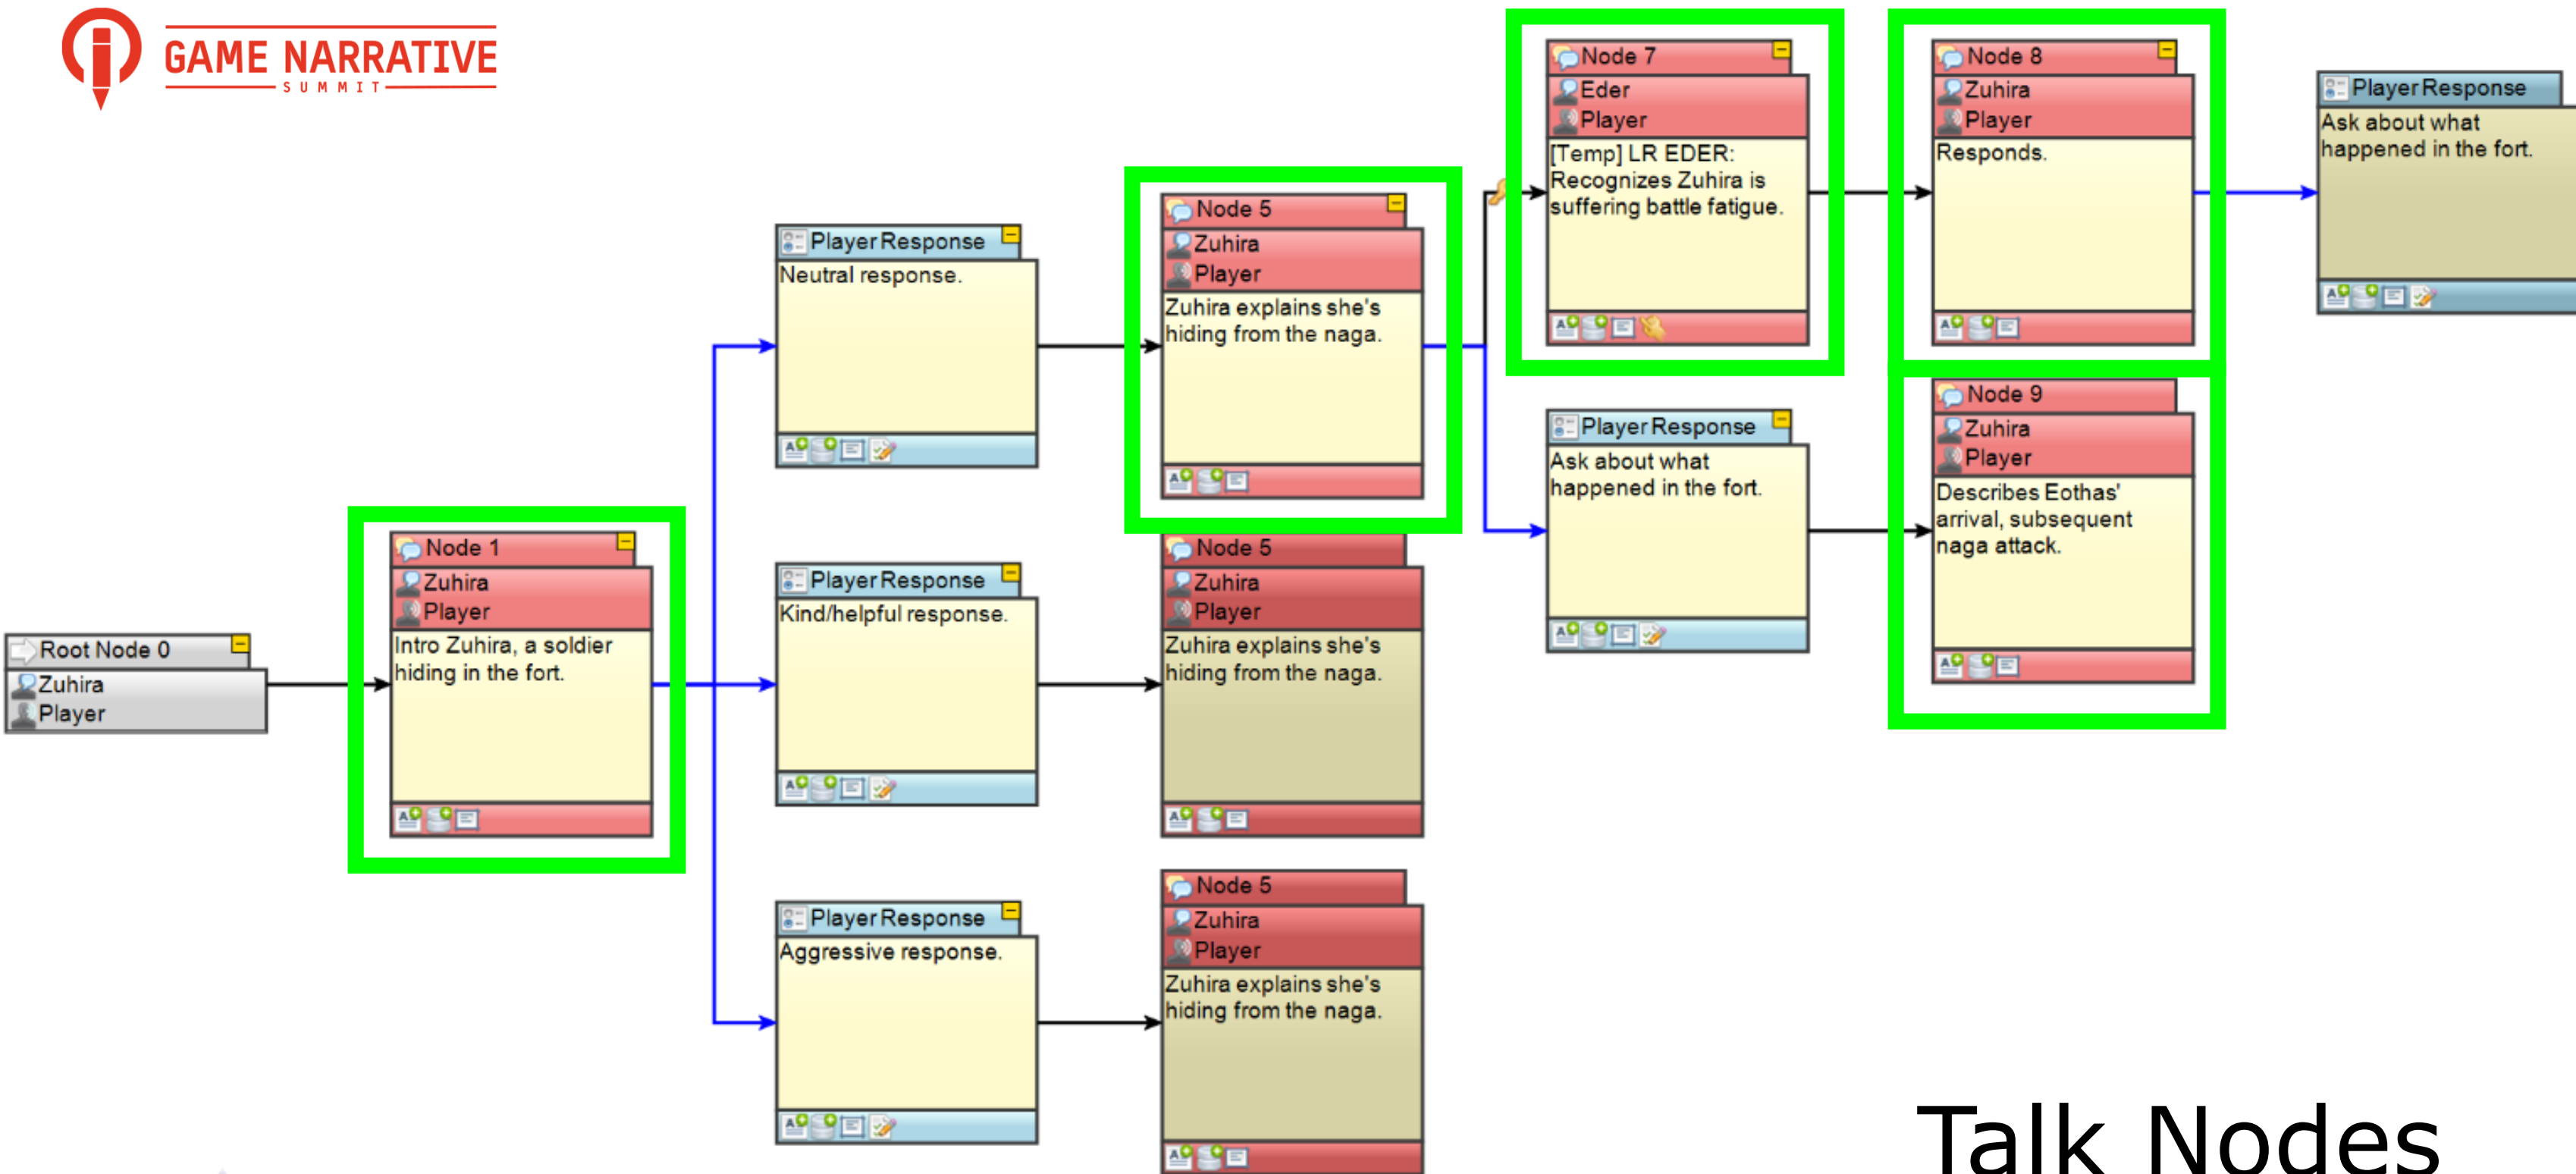 GAME NARRATIVE
SUMMIT
Root Node 0
Zuhira
Player
Node 1
Zuhira
Player
Intro Zuhira, a soldier
hiding in the fort.
Player Response
Neutral response.
Player Response
Kind/helpful response.
Player Response
Aggressive response.
Node 5
Zuhira
Player
Zuhira explains she's
hiding from the naga.
Node 5
Zuhira
Player
Zuhira explains she's
hiding from the naga.
Node 5
Zuhira
Player
Zuhira explains she's
hiding from the naga.
Node 7
Eder
Player
[Temp] LR EDER:
Recognizes Zuhira is
suffering battle fatigue.
Player Response
Ask about what
happened in the fort.
Node 8
Zuhira
Player
Responds.
Node 9
Zuhira
Player
Describes Eothas'
arrival, subsequent
naga attack.
Player Response
Ask about what
happened in the fort.
Talk Nodes